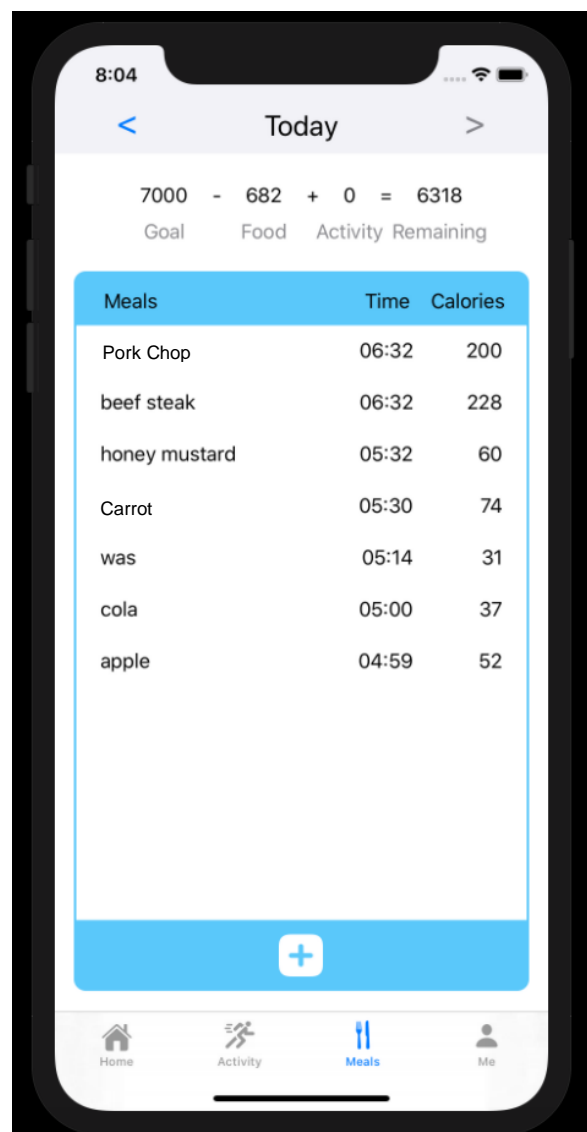 8:04
< Today >
7000 - 682 + 0 = 6318
Goal Food Activity Remaining
Meals Time Calories
Pork Chop 06:32 200
beef steak 06:32 228
honey mustard 05:32 60
Carrot 05:30 74
was 05:14 31
cola 05:00 37
apple 04:59 52
+
Home Activity Meals Me